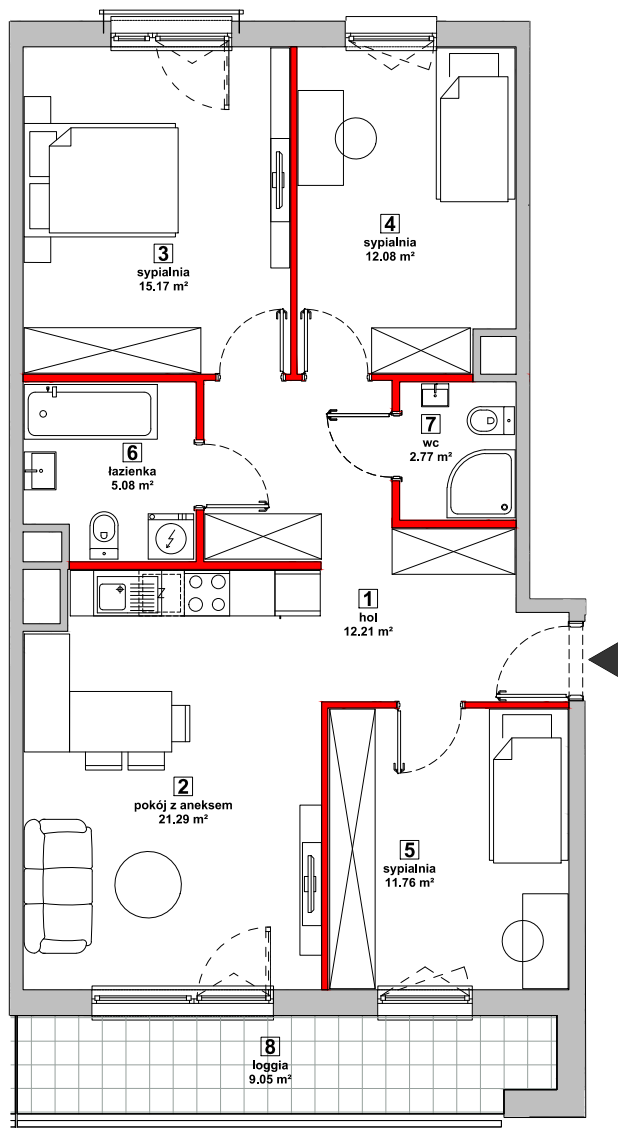 4
sypialnia
12.08 m²
3
sypialnia
15.17 m²
7
wc
2.77 m²
6
łazienka
5.08 m²
Z
1
hol
12.21 m²
2
pokój z aneksem
21.29 m²
5
sypialnia
11.76 m²
8
loggia
9.05 m²